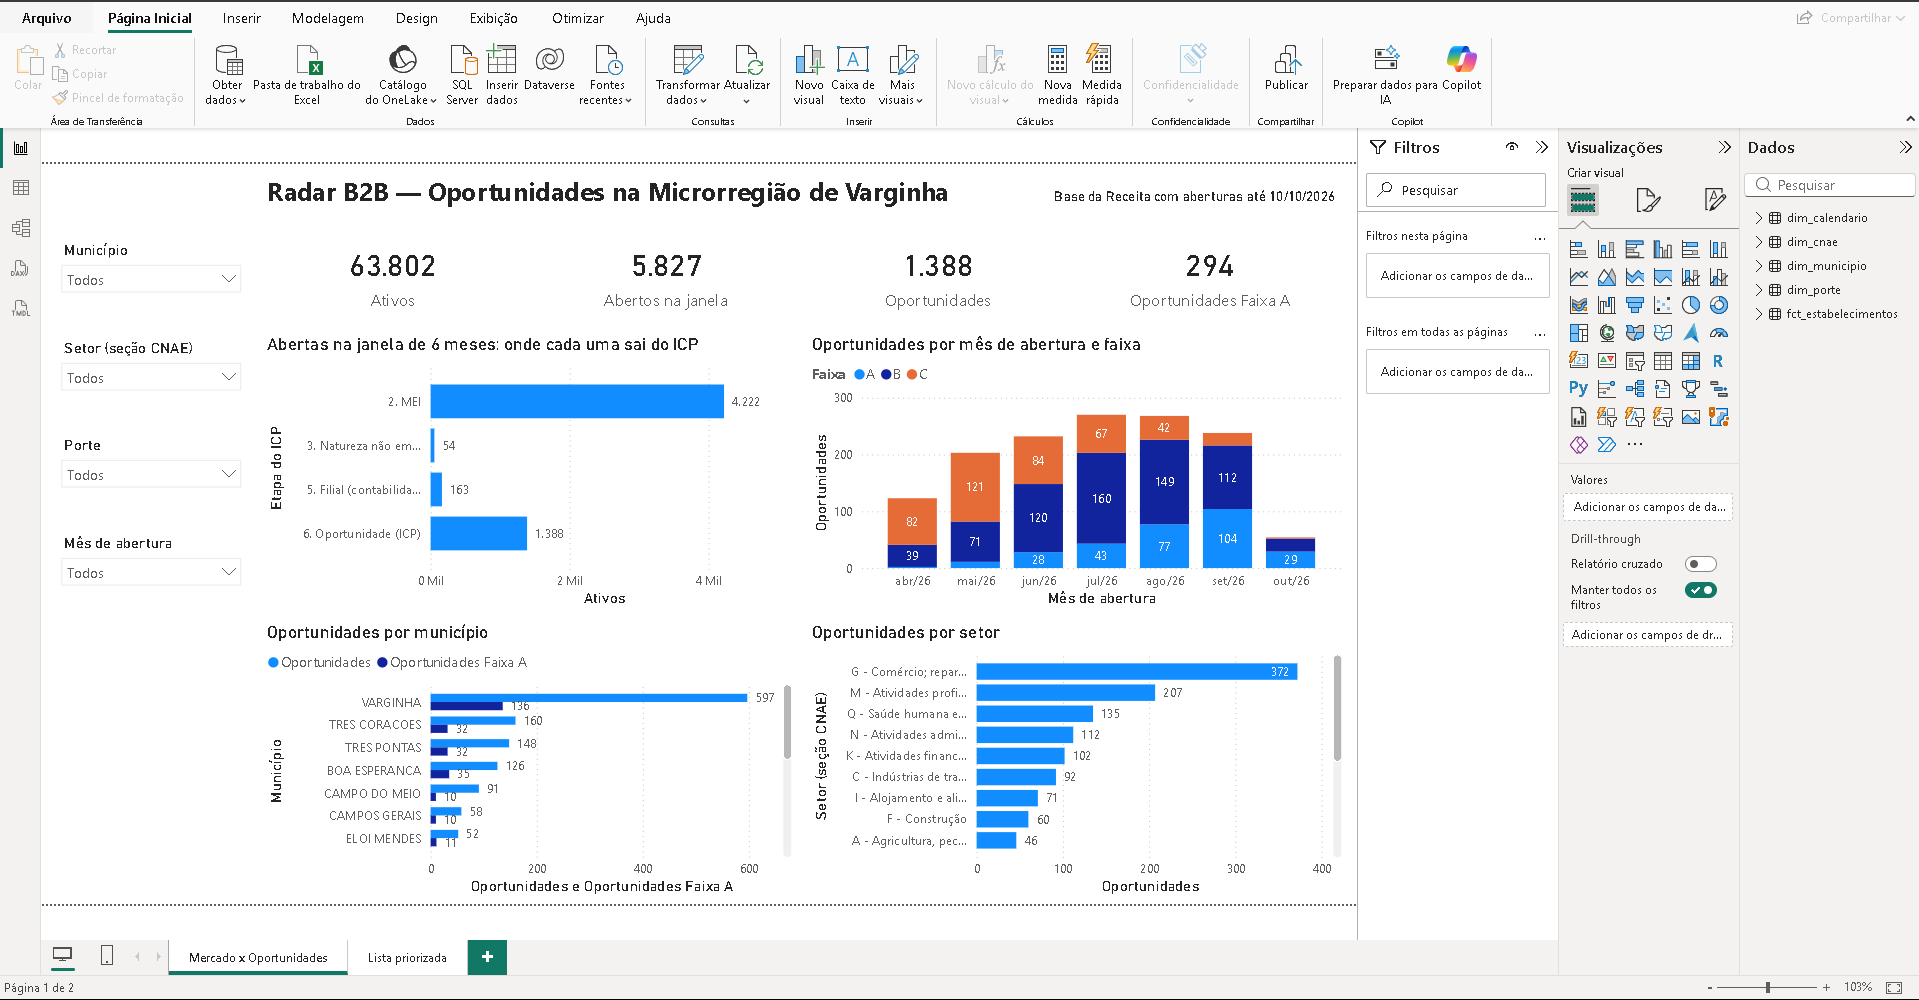 Arquivo
Página Inicial
Inserir
Modelagem
Design
Exibição
Otimizar
Ajuda
Compartilhar
Colar
Recortar
Copiar
Pincel de formatação
Área de Transferência
Obter dados
Pasta de trabalho do Excel
Catálogo do OneLake
SQL Server
Inserir dados
Dataverse
Fontes recentes
Dados
Transformar dados
Atualizar
Consultas
Novo visual
Caixa de texto
Mais visuais
Inserir
Novo cálculo do visual
Nova medida
Medida rápida
Cálculos
Confidencialidade
Confidencialidade
Publicar
Compartilhar
Preparar dados para IA
Copilot
Copilot
DAX
TMDL
Radar B2B — Oportunidades na Microrregião de Varginha
Base da Receita com aberturas até 10/10/2026
Município
Todos
Setor (seção CNAE)
Todos
Porte
Todos
Mês de abertura
Todos
63.802
Ativos
5.827
Abertos na janela
1.388
Oportunidades
294
Oportunidades Faixa A
Abertas na janela de 6 meses: onde cada uma sai do ICP
Etapa do ICP
2. MEI
4.222
3. Natureza não em...
54
5. Filial (contabilida...
163
6. Oportunidade (ICP)
1.388
0 Mil
2 Mil
4 Mil
Ativos
Oportunidades por mês de abertura e faixa
Faixa
A
B
C
Oportunidades
300
200
100
0
82
39
121
71
84
120
28
67
160
43
42
149
77
112
104
29
abr/26
mai/26
jun/26
jul/26
ago/26
set/26
out/26
Mês de abertura
Oportunidades por município
Oportunidades
Oportunidades Faixa A
Município
VARGINHA
597
136
TRES CORACOES
160
32
TRES PONTAS
148
32
BOA ESPERANCA
126
35
CAMPO DO MEIO
91
10
CAMPOS GERAIS
58
10
ELOI MENDES
52
11
0
200
400
600
Oportunidades e Oportunidades Faixa A
Oportunidades por setor
Setor (seção CNAE)
G - Comércio; repar...
372
M - Atividades profi...
207
Q - Saúde humana e...
135
N - Atividades admi...
112
K - Atividades financ...
102
C - Indústrias de tra...
92
I - Alojamento e ali...
71
F - Construção
60
A - Agricultura, pec...
46
0
100
200
300
400
Oportunidades
Filtros
Pesquisar
Filtros nesta página
...
Adicionar os campos de da...
Filtros em todas as páginas
...
Adicionar os campos de da...
Visualizações
Criar visual
123
R
Py
...
Valores
Adicionar os campos de da...
Drill-through
Relatório cruzado
Manter todos os filtros
Adicionar os campos de dr...
Dados
Pesquisar
dim_calendario
dim_cnae
dim_municipio
dim_porte
fct_estabelecimentos
Mercado x Oportunidades
Lista priorizada
+
Página 1 de 2
- + 103%